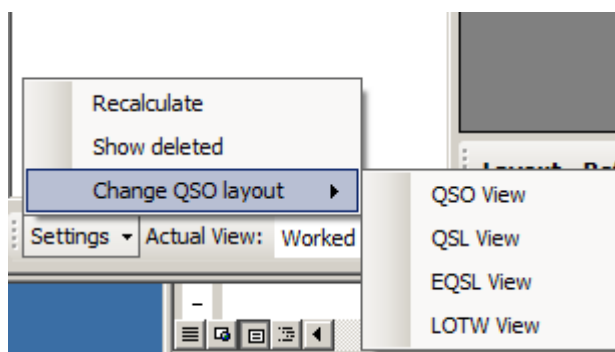 Recalculate
Show deleted
Change QSO layout
QSO View
QSL View
EQSL View
LOTW View
Settings Actual View: Worked